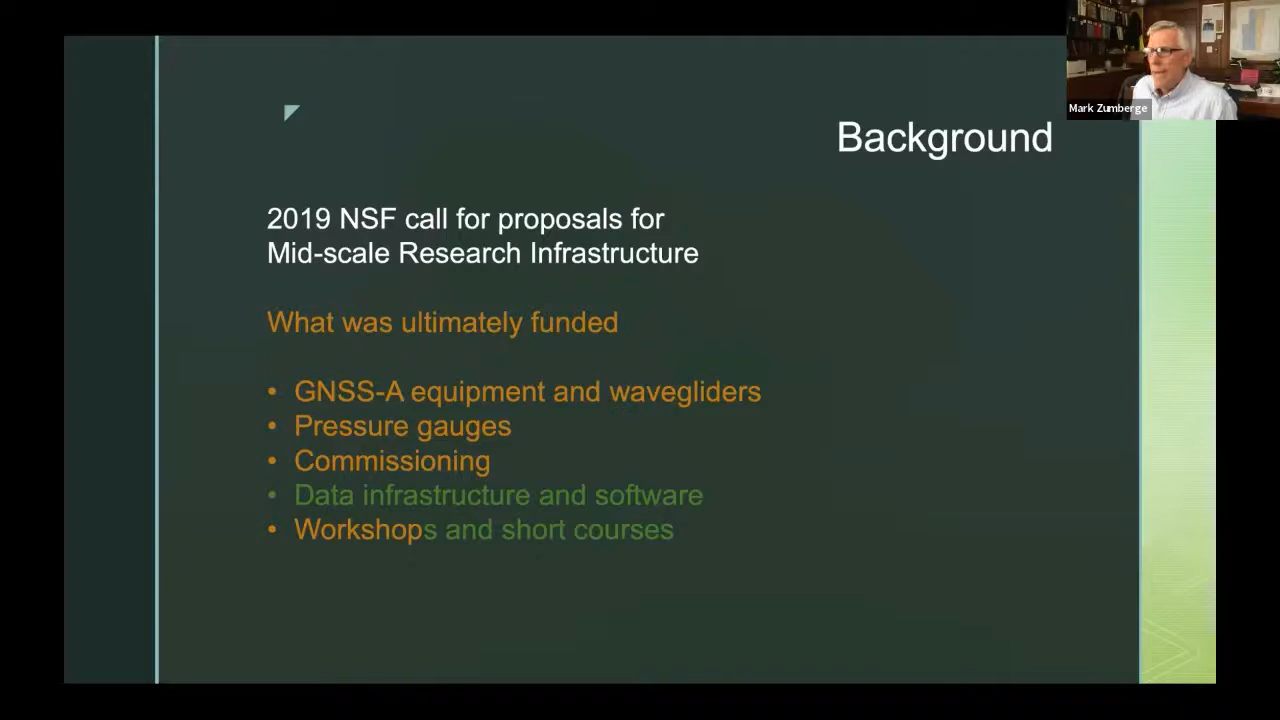 Mark Zumberge
Background
2019 NSF call for proposals for
Mid-scale Research Infrastructure
What was ultimately funded
• GNSS-A equipment and wavegliders
• Pressure gauges
• Commissioning
• Data infrastructure and software
• Workshops and short courses